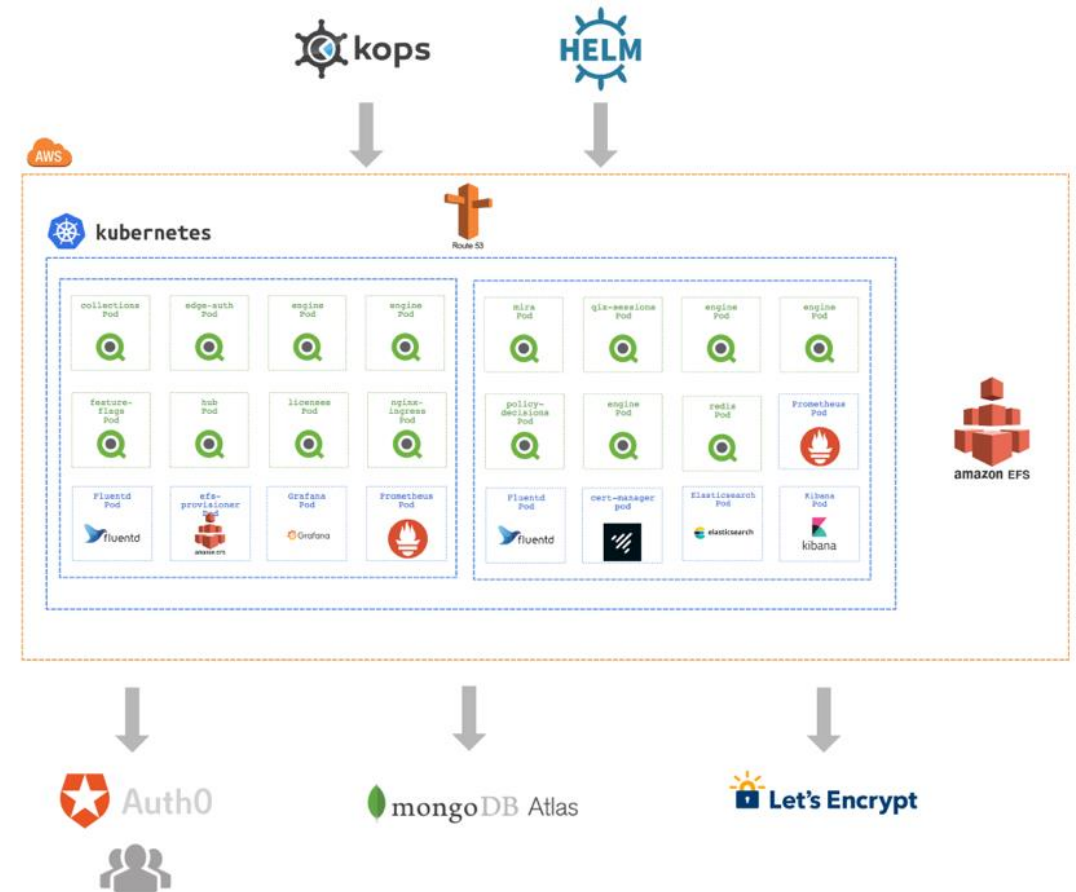 kops
HELM
AWS
Route 53
kubernetes
collections
Pod
edge-auth
Pod
engine
Pod
engine
Pod
mira
Pod
qix-sessions
Pod
engine
Pod
engine
Pod
feature-
flags
Pod
hub
Pod
licenses
Pod
nginx-
ingress
Pod
policy-
decisions
Pod
engine
Pod
redis
Pod
Prometheus
Pod
amazon EFS
Fluentd
Pod
fluentd
efs-
provisioner
Pod
amazon EFS
Grafana
Pod
Grafana
Prometheus
Pod
Fluentd
Pod
fluentd
cert-manager
pod
Elasticsearch
Pod
elasticsearch
Kibana
Pod
kibana
Auth0
mongoDB Atlas
Let's Encrypt